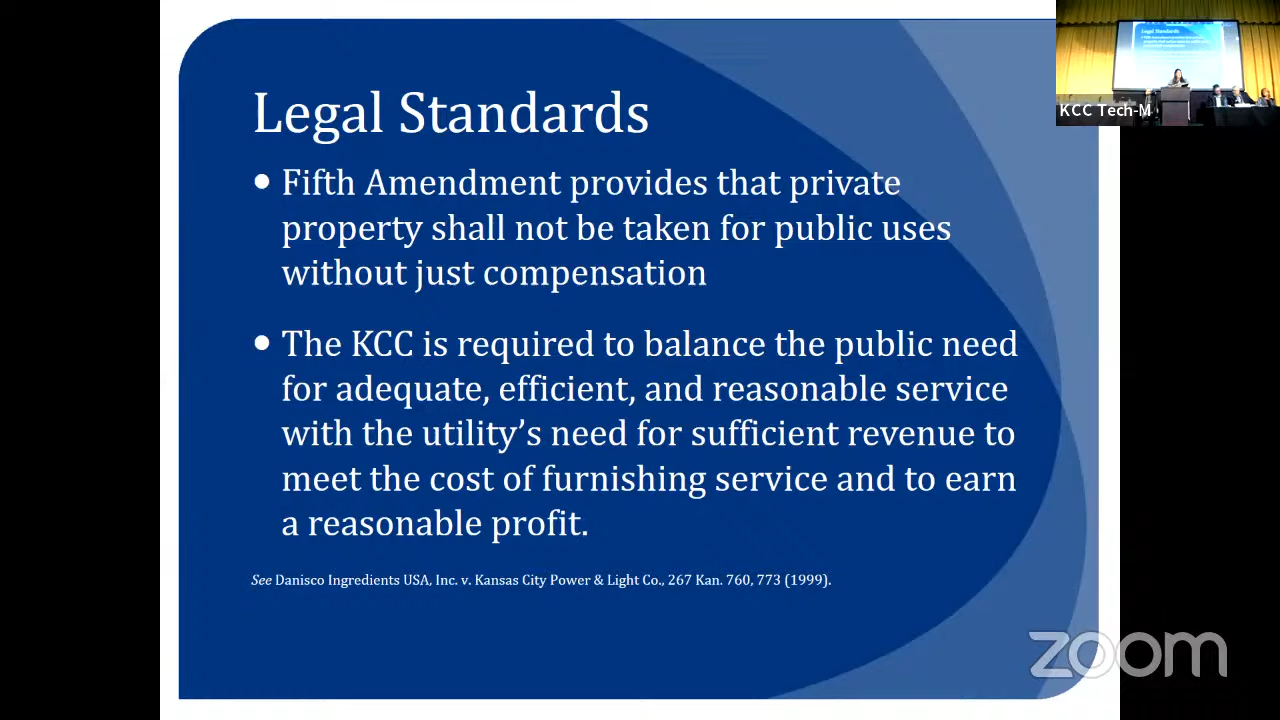 Legal Standards
• Fifth Amendment provides that private
property shall not be taken for public uses
without just compensation
• The KCC is required to balance the public need
for adequate, efficient, and reasonable service
with the utility’s need for sufficient revenue to
meet the cost of furnishing service and to earn
a reasonable profit.
See Danisco Ingredients USA, Inc. v. Kansas City Power & Light Co., 267 Kan. 760, 773 (1999).
Legal Standards
KCC Tech-M
zoom